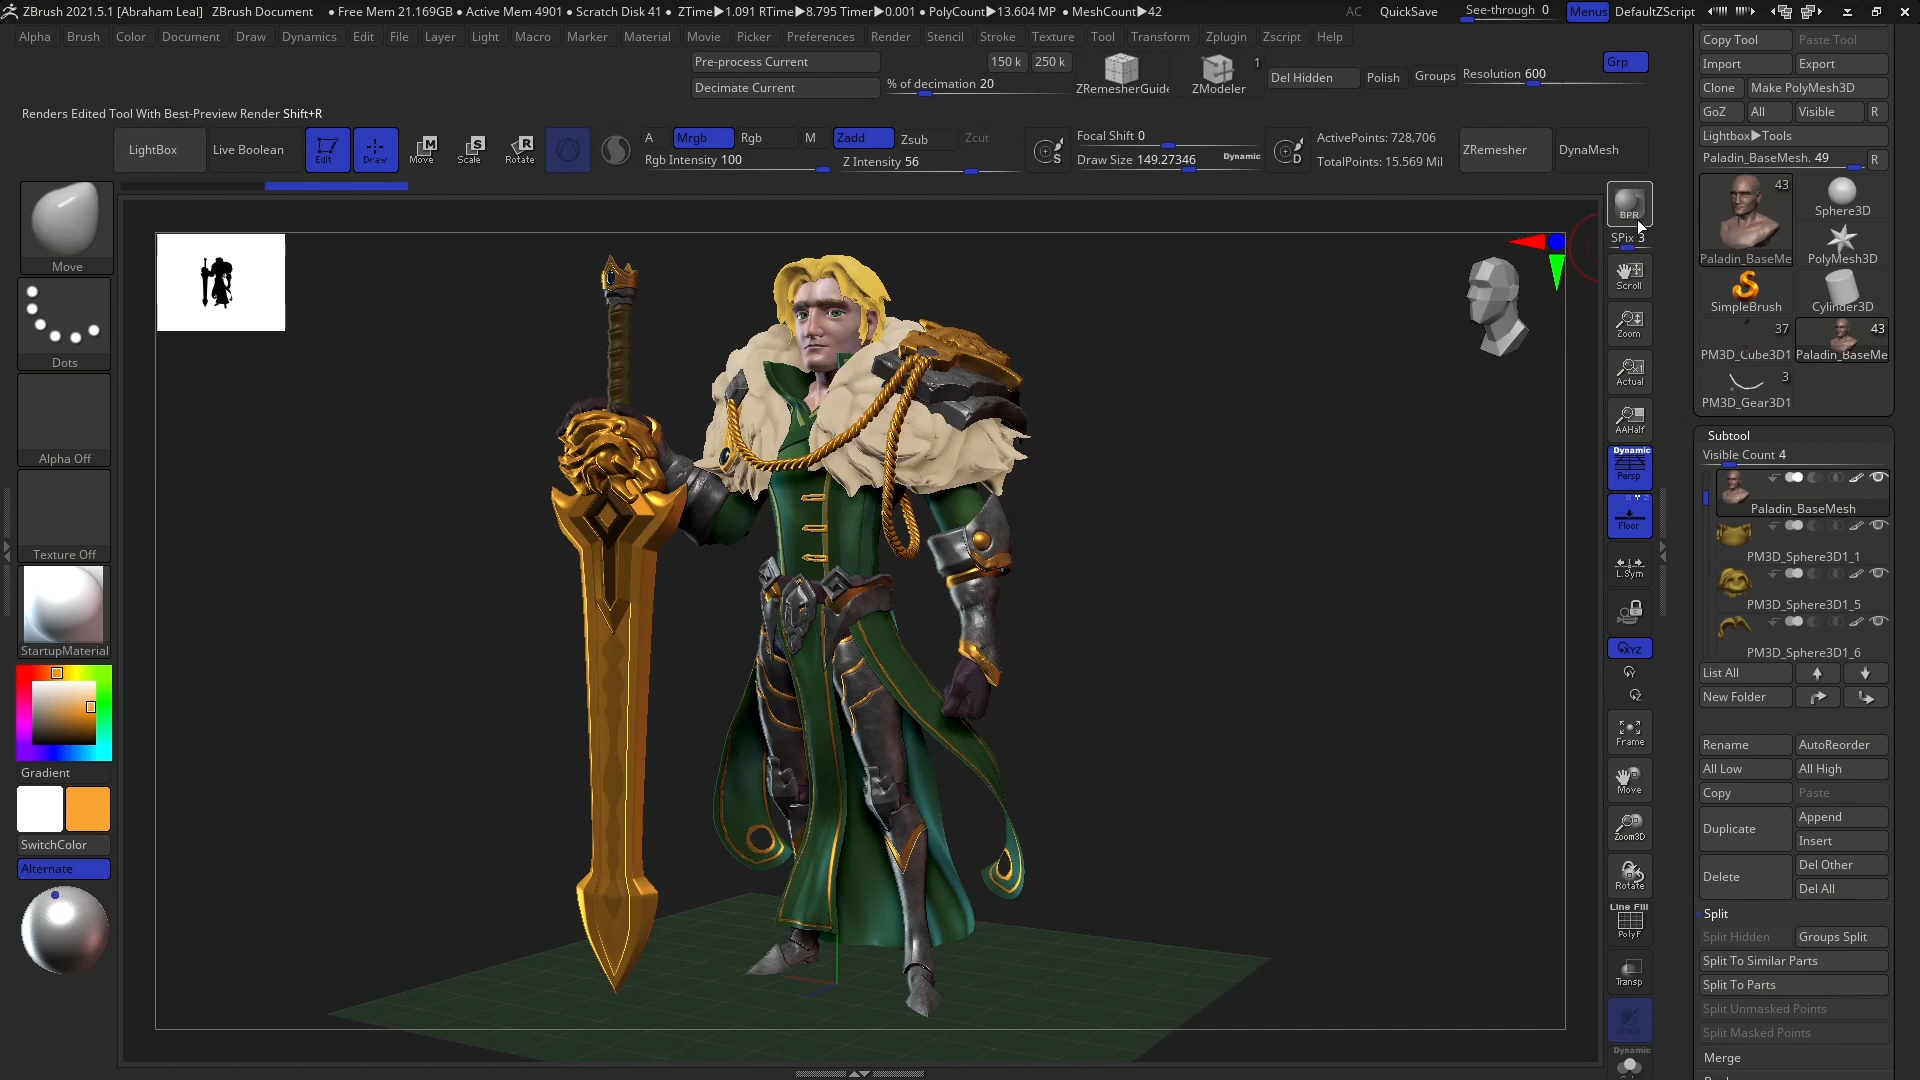 ZBrush 2021.5.1 [Abraham Leal] ZBrush Document • Free Mem 21.169GB • Active Mem 4901 • Scratch Disk 41 • ZTime▶1.091 RTime▶8.795 Timer▶0.001 • PolyCount▶13.604 MP • MeshCount▶42 AC QuickSave See-through 0 Menus DefaultZScript
Alpha Brush Color Document Draw Dynamics Edit File Layer Light Macro Marker Material Movie Picker Preferences Render Stencil Stroke Texture Tool Transform Zplugin Zscript Help
Pre-process Current 150 k 250 k
Decimate Current % of decimation 20
ZRemesherGuide ZModeler 1
Del Hidden Polish Groups Resolution 600 Grp
Renders Edited Tool With Best-Preview Render Shift+R
LightBox Live Boolean Edit Draw Move Scale Rotate
A Mrgb Rgb M Zadd Zsub Zcut
Rgb Intensity 100 Z Intensity 56
Focal Shift 0
Draw Size 149.27346 Dynamic
ActivePoints: 728,706
TotalPoints: 15.569 Mil
ZRemesher DynaMesh
Move
Dots
Alpha Off
Texture Off
StartupMaterial
Gradient
SwitchColor
Alternate
BPR
SPix 3
Scroll
Zoom
Actual
AAHalf
Dynamic
Persp
Floor
L.Sym
XYZ
Frame
Move
Zoom3D
Rotate
Line Fill
PolyF
Transp
Dynamic
Copy Tool Paste Tool
Import Export
Clone Make PolyMesh3D
GoZ All Visible R
Lightbox▶Tools
Paladin_BaseMesh. 49 R
43
Sphere3D
Paladin_BaseMe PolyMesh3D
SimpleBrush Cylinder3D
37 43
PM3D_Cube3D1 Paladin_BaseMe
3
PM3D_Gear3D1
Subtool
Visible Count 4
Paladin_BaseMesh
PM3D_Sphere3D1_1
PM3D_Sphere3D1_5
PM3D_Sphere3D1_6
List All
New Folder
Rename AutoReorder
All Low All High
Copy Paste
Duplicate Append
Insert
Delete Del Other
Del All
Split
Split Hidden Groups Split
Split To Similar Parts
Split To Parts
Split Unmasked Points
Split Masked Points
Merge